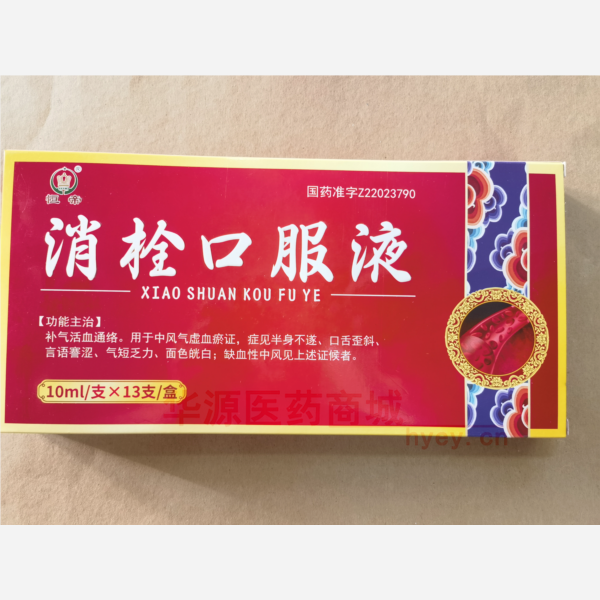 国药准字Z22023790
消栓口服液
XIAO SHUAN KOU FU YE
【功能主治】
补气活血通络。用于中风气虚血瘀证，症见半身不遂、口舌歪斜、
言语謇涩、气短乏力、面色㿠白；缺血性中风见上述证候者。
10ml/支×13支/盒
华源医药商城
hyey.cn